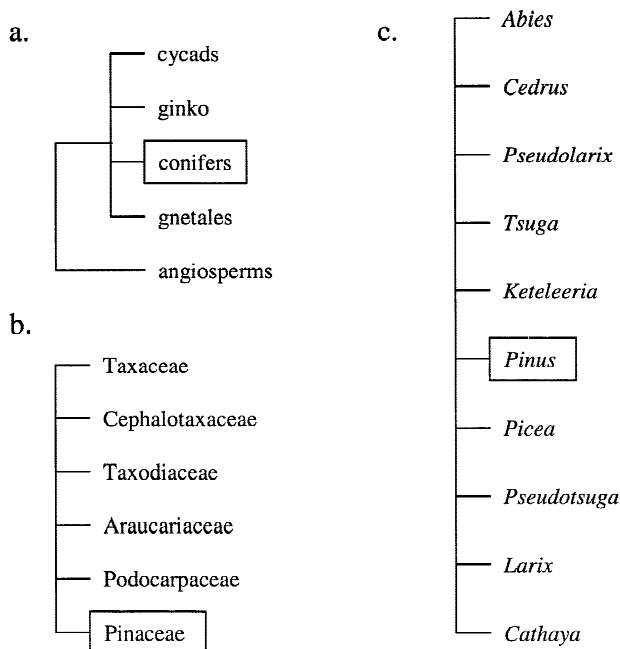 a.
cycads
ginko
conifers
gnetales
angiosperms
b.
Taxaceae
Cephalotaxaceae
Taxodiaceae
Araucariaceae
Podocarpaceae
Pinaceae
c.
Abies
Cedrus
Pseudolarix
Tsuga
Keteleeria
Pinus
Picea
Pseudotsuga
Larix
Cathaya